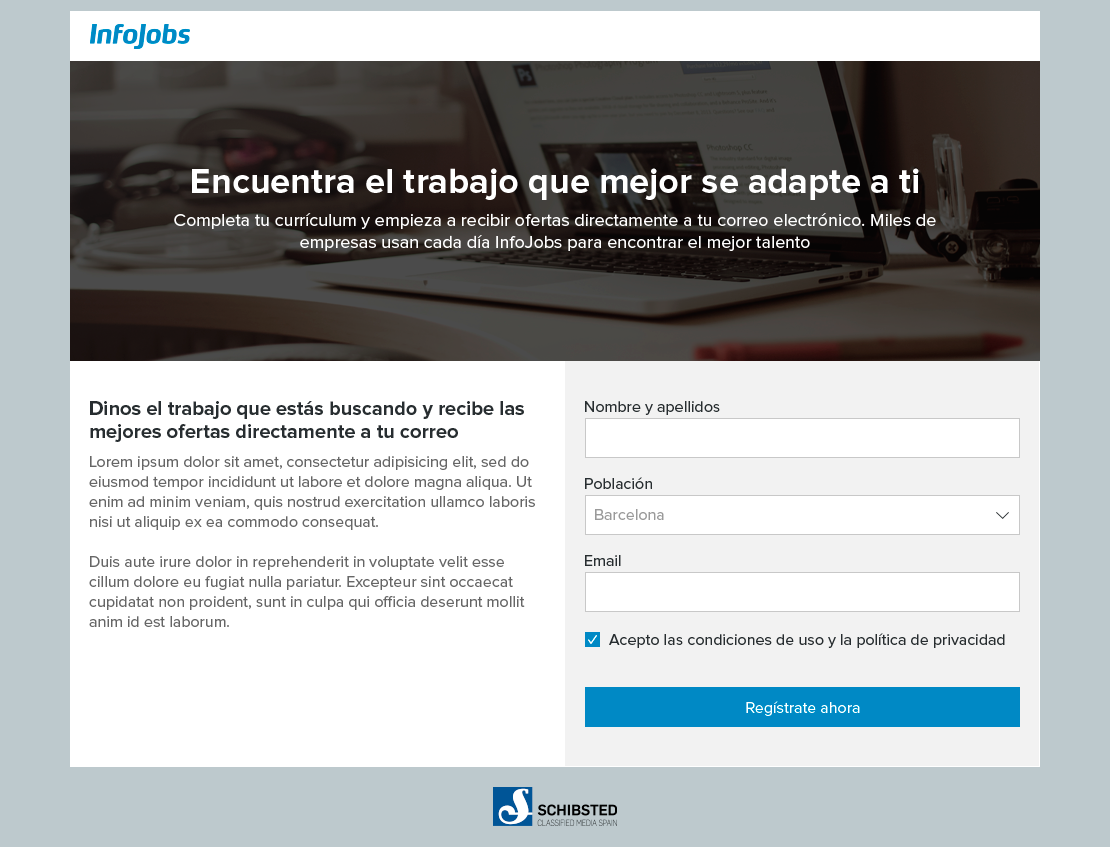 InfoJobs
Encuentra el trabajo que mejor se adapte a ti
Completa tu currículum y empieza a recibir ofertas directamente a tu correo electrónico. Miles de
empresas usan cada día InfoJobs para encontrar el mejor talento
Dinos el trabajo que estás buscando y recibe las
mejores ofertas directamente a tu correo
Lorem ipsum dolor sit amet, consectetur adipisicing elit, sed do
eiusmod tempor incididunt ut labore et dolore magna aliqua. Ut
enim ad minim veniam, quis nostrud exercitation ullamco laboris
nisi ut aliquip ex ea commodo consequat.
Duis aute irure dolor in reprehenderit in voluptate velit esse
cillum dolore eu fugiat nulla pariatur. Excepteur sint occaecat
cupidatat non proident, sunt in culpa qui officia deserunt mollit
anim id est laborum.
Nombre y apellidos
Población
Barcelona
Email
Acepto las condiciones de uso y la política de privacidad
Regístrate ahora
SCHIBSTED
CLASSIFIED MEDIA SPAIN